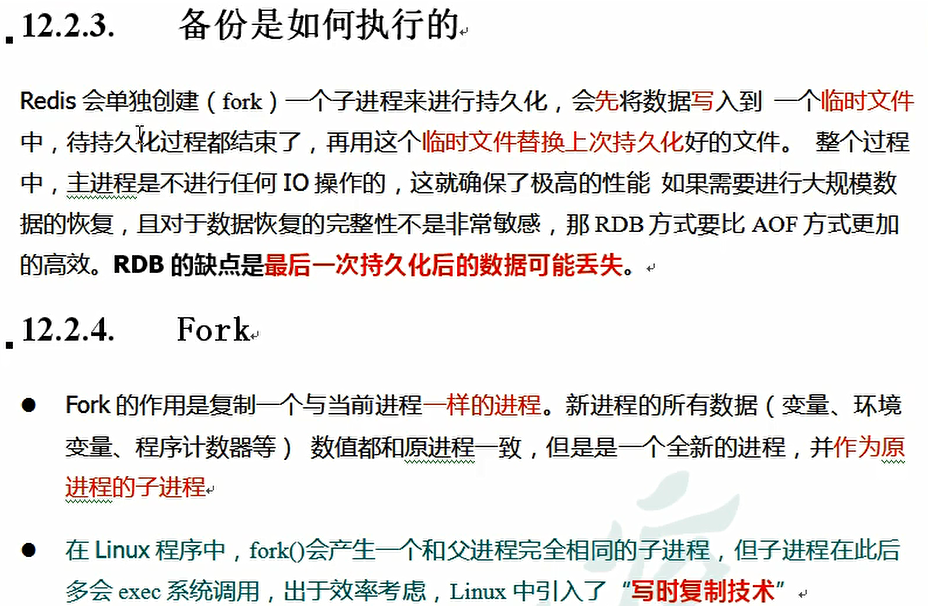 12.2.3. 备份是如何执行的
Redis 会单独创建（fork）一个子进程来进行持久化，会先将数据写入到 一个临时文件
中，待持久化过程都结束了，再用这个临时文件替换上次持久化好的文件。 整个过程
中，主进程是不进行任何 IO 操作的，这就确保了极高的性能 如果需要进行大规模数
据的恢复，且对于数据恢复的完整性不是非常敏感，那 RDB 方式要比 AOF 方式更加
的高效。RDB 的缺点是最后一次持久化后的数据可能丢失。
12.2.4. Fork
● Fork 的作用是复制一个与当前进程一样的进程。新进程的所有数据（变量、环境
变量、程序计数器等） 数值都和原进程一致，但是是一个全新的进程，并作为原
进程的子进程
● 在 Linux 程序中，fork()会产生一个和父进程完全相同的子进程，但子进程在此后
多会 exec 系统调用，出于效率考虑，Linux 中引入了“写时复制技术”